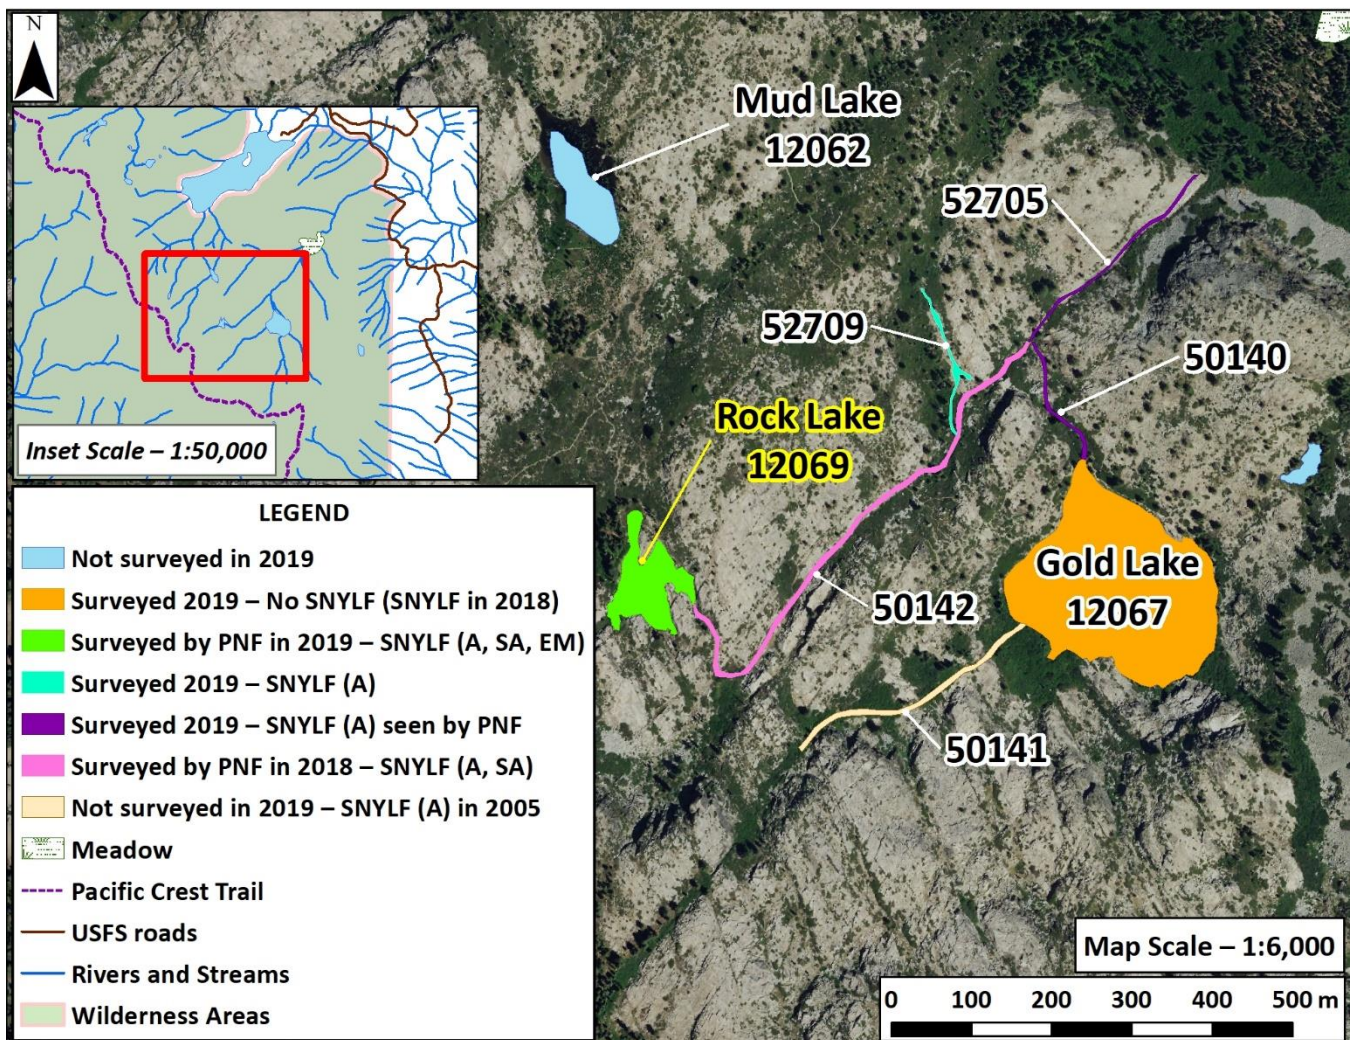 N
Inset Scale – 1:50,000
Mud Lake
12062
52705
52709
50140
Rock Lake
12069
Gold Lake
12067
50142
50141
LEGEND
Not surveyed in 2019
Surveyed 2019 – No SNYLF (SNYLF in 2018)
Surveyed by PNF in 2019 – SNYLF (A, SA, EM)
Surveyed 2019 – SNYLF (A)
Surveyed 2019 – SNYLF (A) seen by PNF
Surveyed by PNF in 2018 – SNYLF (A, SA)
Not surveyed in 2019 – SNYLF (A) in 2005
Meadow
Pacific Crest Trail
USFS roads
Rivers and Streams
Wilderness Areas
Map Scale – 1:6,000
0 100 200 300 400 500 m